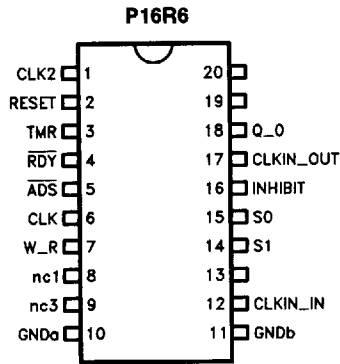 P16R6
CLK2 1 20
RESET 2 19
TMR 3 18 Q_0
RDY 4 17 CLKIN_OUT
ADS 5 16 INHIBIT
CLK 6 15 S0
W_R 7 14 S1
nc1 8 13
nc3 9 12 CLKIN_IN
GNDa 10 11 GNDb